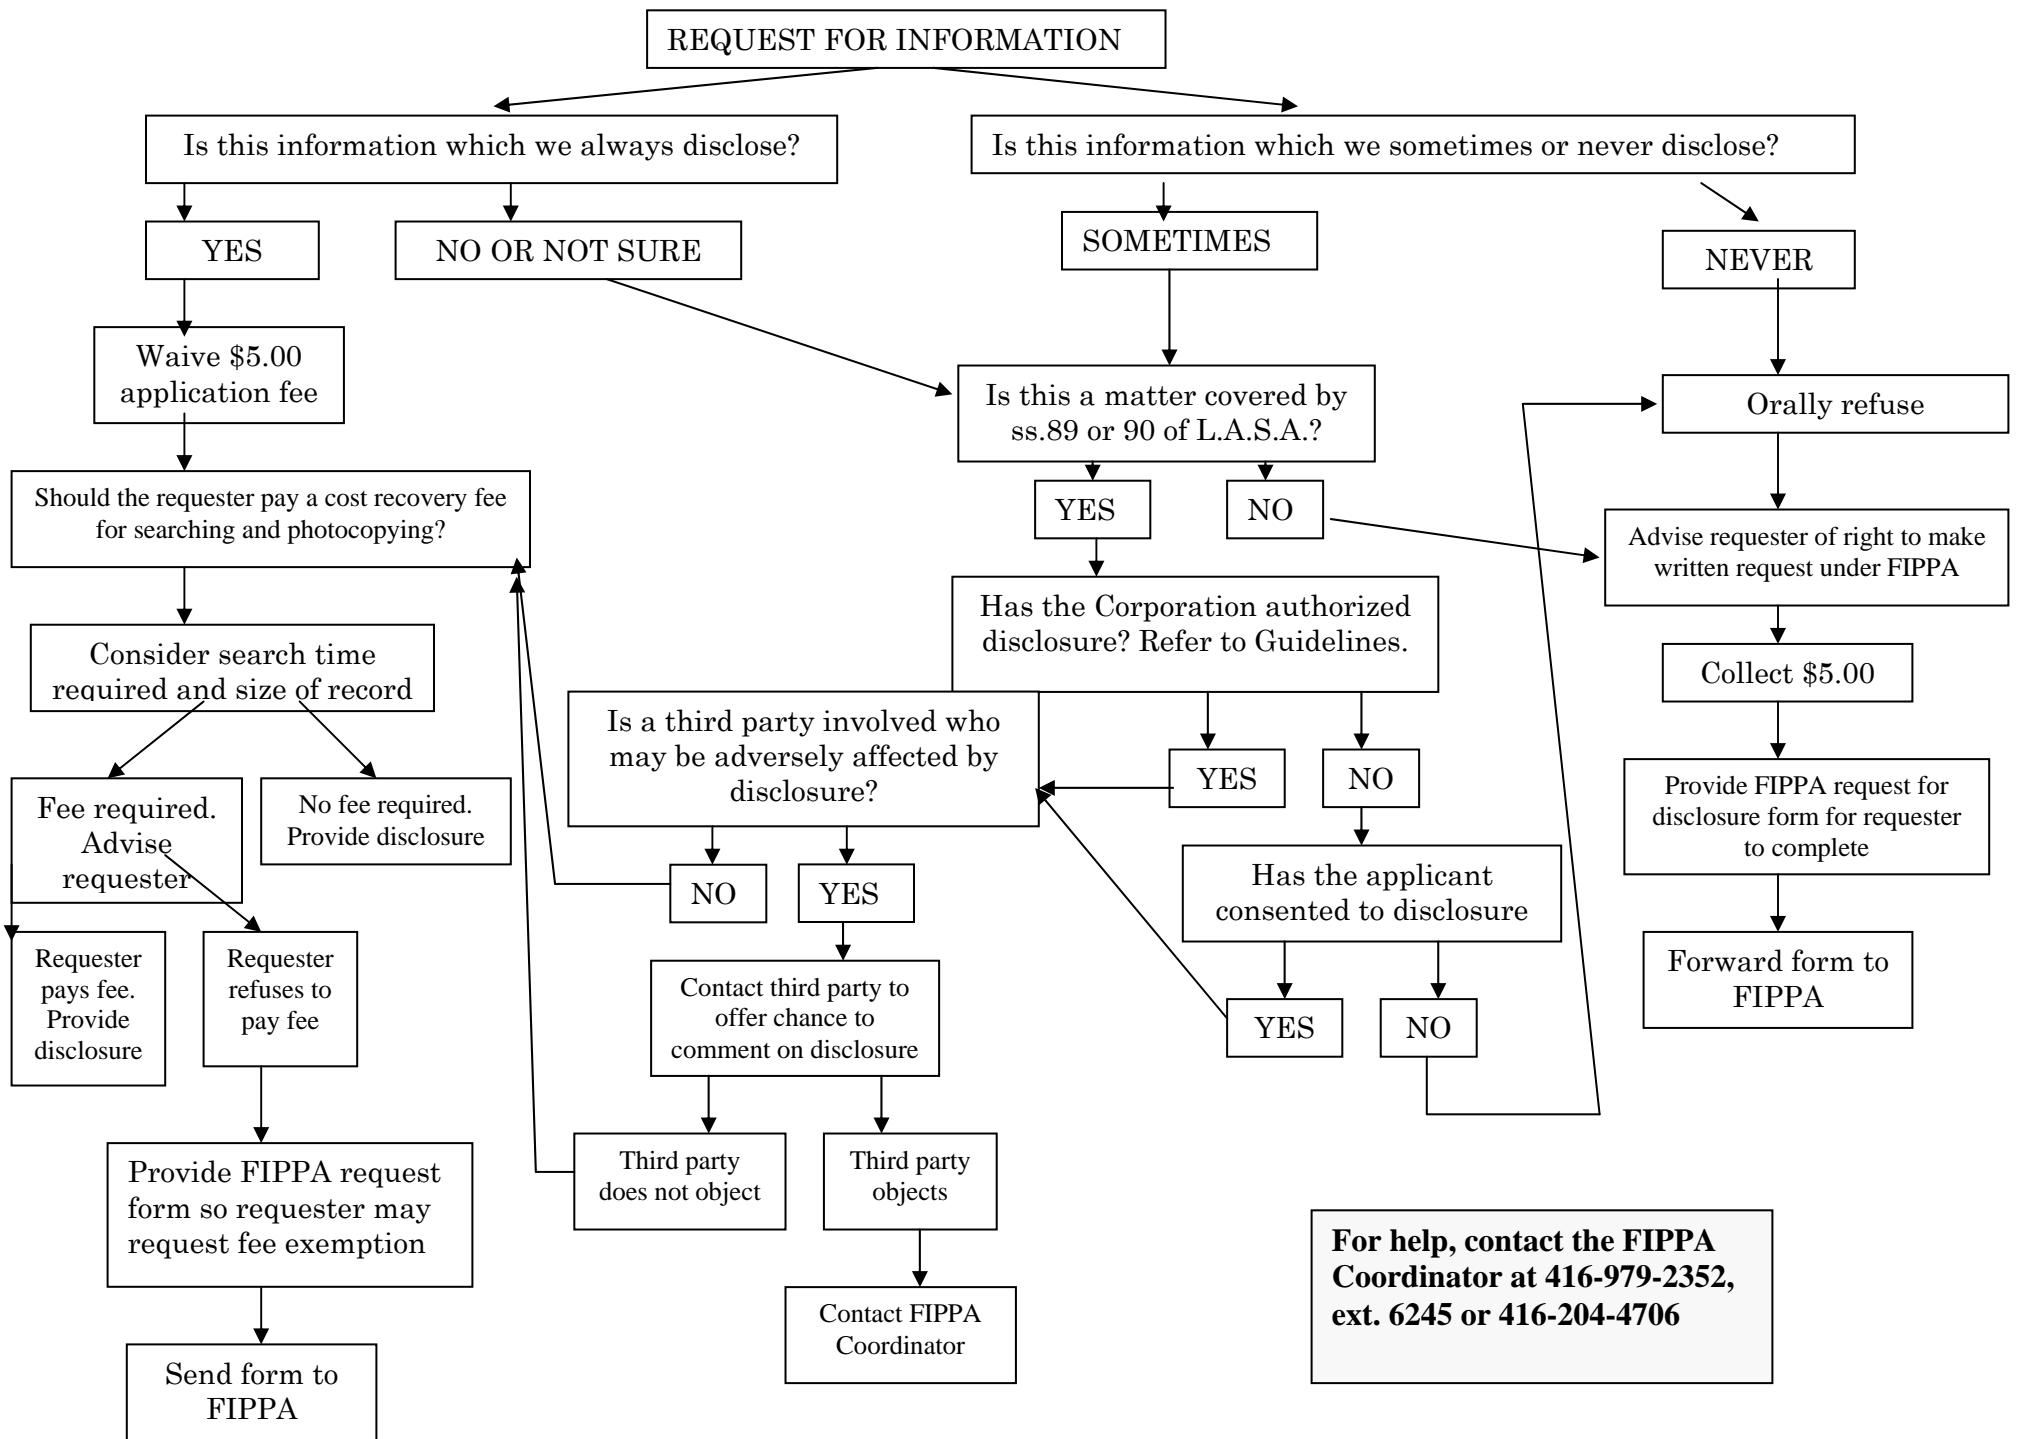 REQUEST FOR INFORMATION
Is this information which we always disclose?
Is this information which we sometimes or never disclose?
YES
NO OR NOT SURE
SOMETIMES
NEVER
Waive $5.00
application fee
Is this a matter covered by
ss.89 or 90 of L.A.S.A.?
Orally refuse
Should the requester pay a cost recovery fee
for searching and photocopying?
YES
NO
Advise requester of right to make
written request under FIPPA
Has the Corporation authorized
disclosure? Refer to Guidelines.
Consider search time
required and size of record
Collect $5.00
Is a third party involved who
may be adversely affected by
disclosure?
YES
NO
Fee required.
Advise
requester
No fee required.
Provide disclosure
Provide FIPPA request for
disclosure form for requester
to complete
NO
YES
Has the applicant
consented to disclosure
Requester
pays fee.
Provide
disclosure
Requester
refuses to
pay fee
Contact third party to
offer chance to
comment on disclosure
YES
NO
Forward form to
FIPPA
Provide FIPPA request
form so requester may
request fee exemption
Third party
does not object
Third party
objects
For help, contact the FIPPA
Coordinator at 416-979-2352,
ext. 6245 or 416-204-4706
Contact FIPPA
Coordinator
Send form to
FIPPA